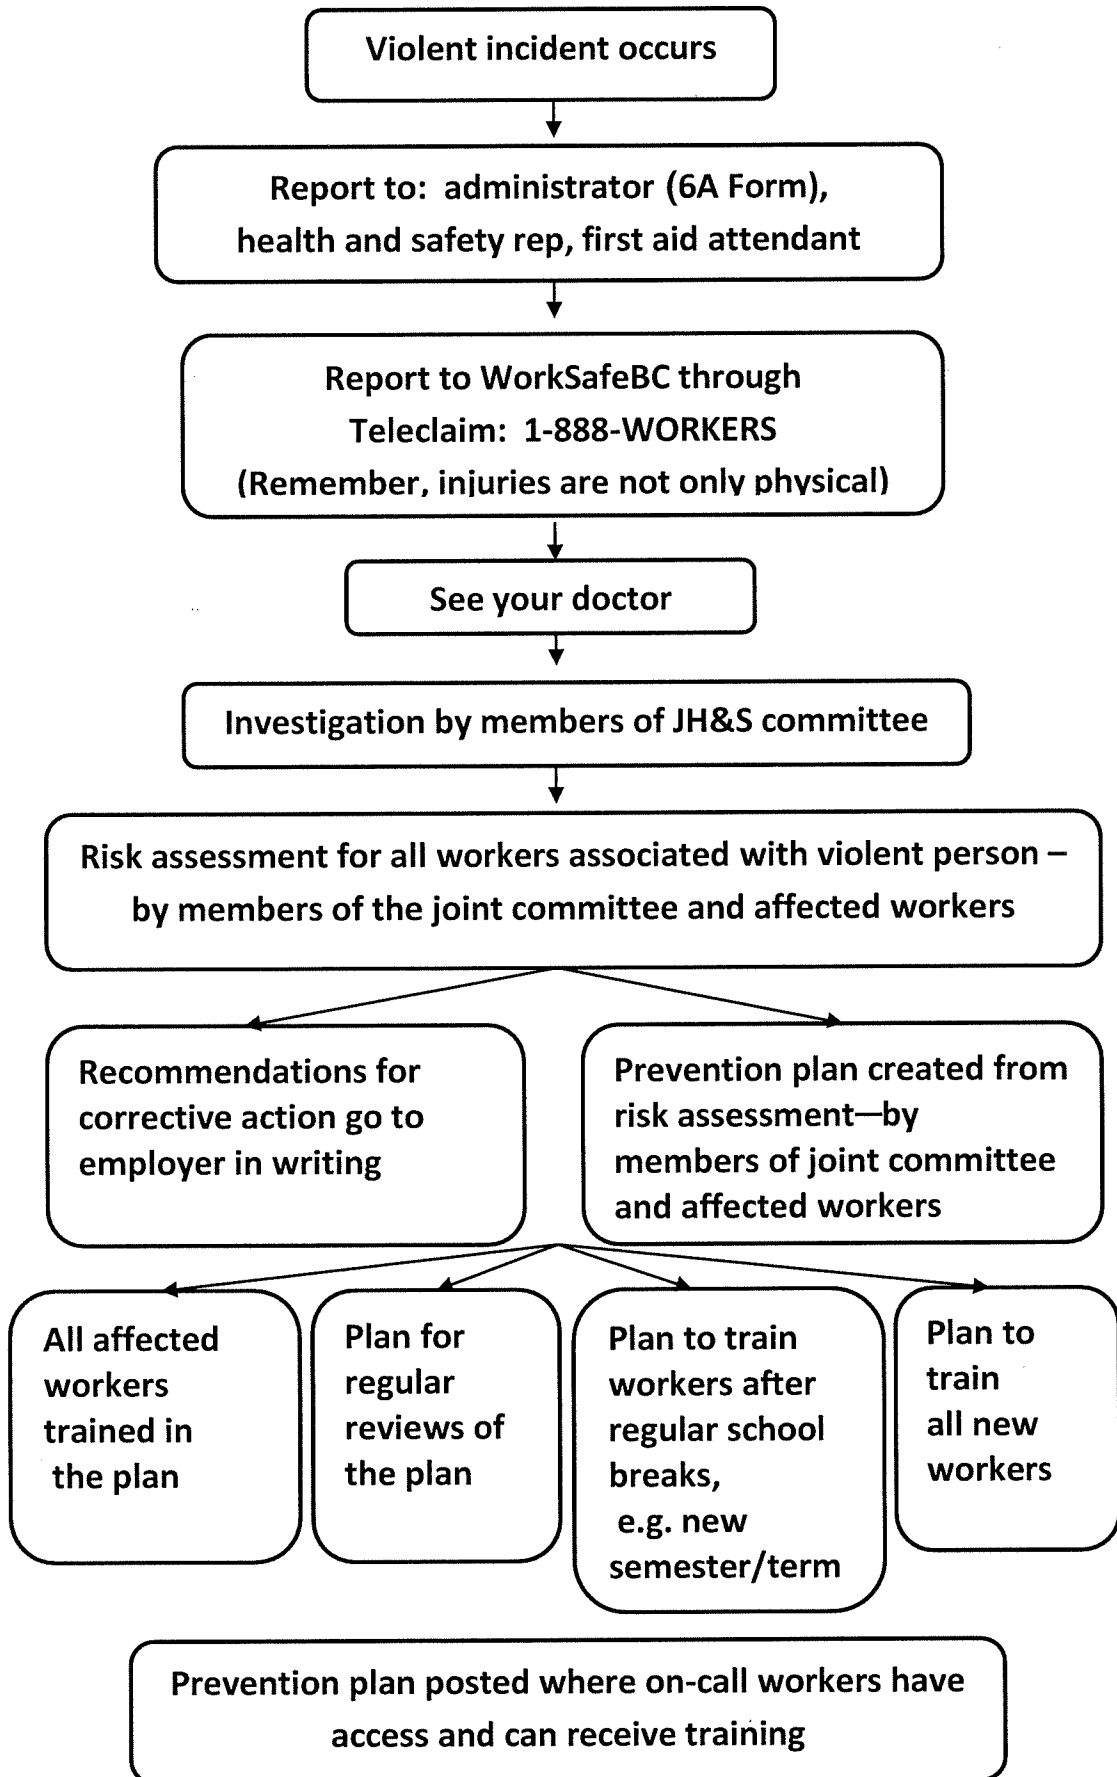 Violent incident occurs
Report to: administrator (6A Form),
health and safety rep, first aid attendant
Report to WorkSafeBC through
Teleclaim: 1-888-WORKERS
(Remember, injuries are not only physical)
See your doctor
Investigation by members of JH&S committee
Risk assessment for all workers associated with violent person –
by members of the joint committee and affected workers
Recommendations for
corrective action go to
employer in writing
Prevention plan created from
risk assessment—by
members of joint committee
and affected workers
All affected
workers
trained in
the plan
Plan for
regular
reviews of
the plan
Plan to train
workers after
regular school
breaks,
e.g. new
semester/term
Plan to
train
all new
workers
Prevention plan posted where on-call workers have
access and can receive training